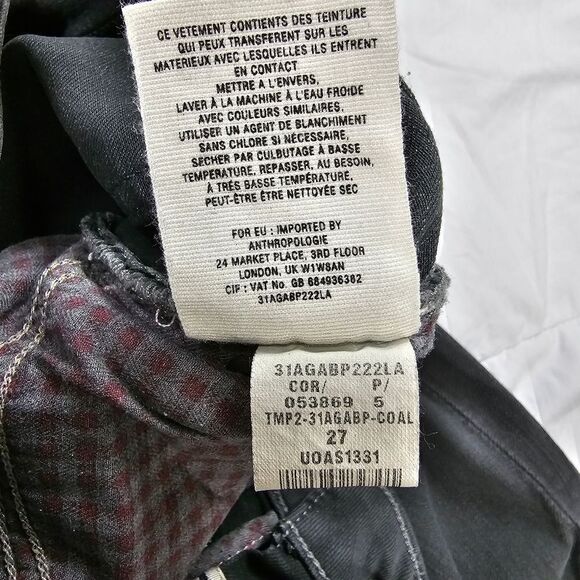 CE VETEMENT CONTIENTS DES TEINTURE
QUI PEUX TRANSFERENT SUR LES
MATERIEUX AVEC LESQUELLES ILS ENTRENT
EN CONTACT
METTRE A L'ENVERS,
LAVER À LA MACHINE À L'EAU FROIDE
AVEC COULEURS SIMILAIRES,
UTILISER UN AGENT DE BLANCHIMENT
SANS CHLORE SI NÉCESSAIRE,
SECHER PAR CULBUTAGE À BASSE
TEMPÉRATURE, REPASSER, AU BESOIN,
À TRÈS BASSE TEMPÉRATURE,
PEUT-ÊTRE ÊTRE NETTOYÉE SEC
FOR EU : IMPORTED BY
ANTHROPOLOGIE
24 MARKET PLACE, 3RD FLOOR
LONDON, UK W1W8AN
CIF : VAT No. GB 684936382
31AGABP222LA
31AGABP222LA
COR/ P/
053869 5
TMP2-31AGABP-COAL
27
UOAS1331